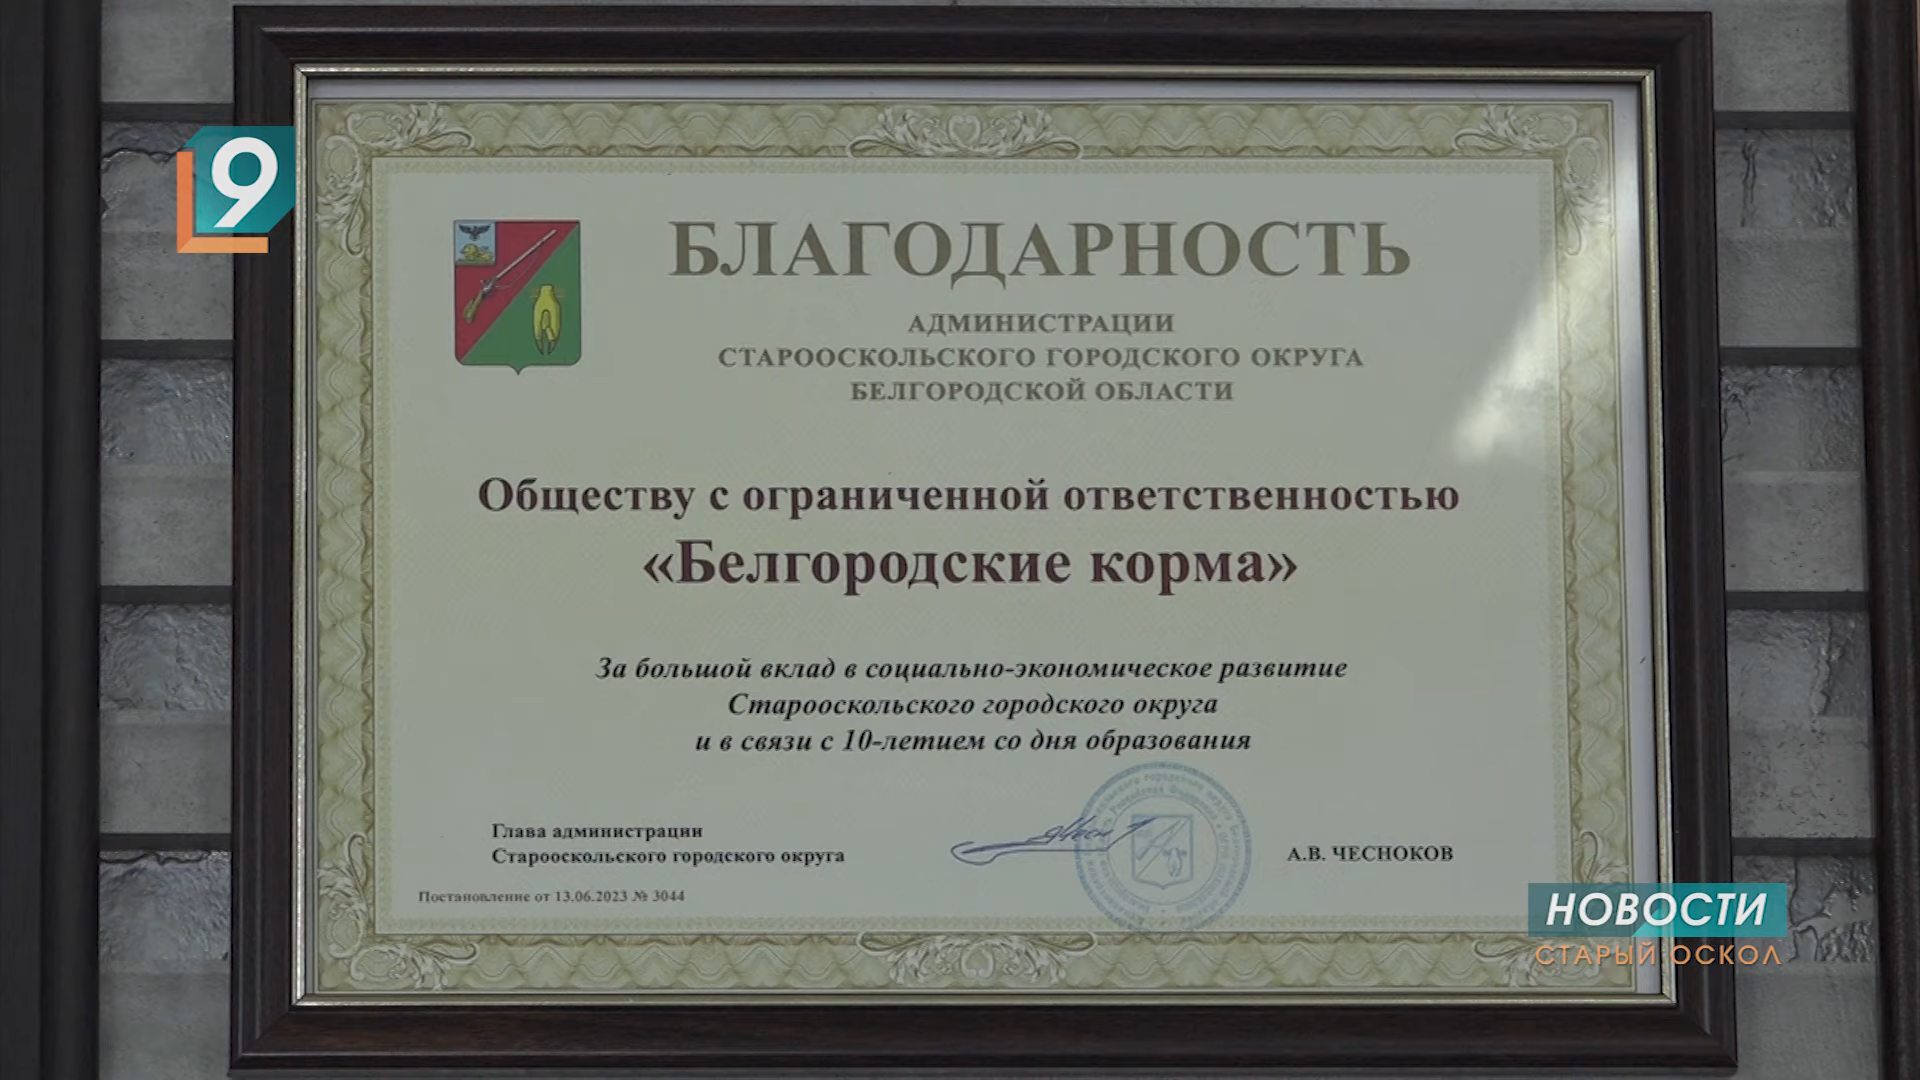 9
БЛАГОДАРНОСТЬ
АДМИНИСТРАЦИИ
СТАРООСКОЛЬСКОГО ГОРОДСКОГО ОКРУГА
БЕЛГОРОДСКОЙ ОБЛАСТИ
Обществу с ограниченной ответственностью
«Белгородские корма»
За большой вклад в социально-экономическое развитие
Старооскольского городского округа
и в связи с 10-летием со дня образования
Глава администрации
Старооскольского городского округа
А.В. ЧЕСНОКОВ
Постановление от 13.06.2023 № 3044
НОВОСТИ
СТАРЫЙ ОСКОЛ